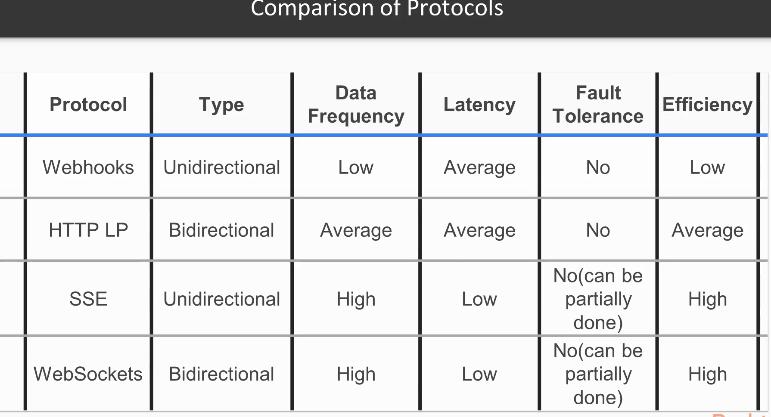 Comparison of Protocols
Protocol Type Data Frequency Latency Fault Tolerance Efficiency
Webhooks Unidirectional Low Average No Low
HTTP LP Bidirectional Average Average No Average
SSE Unidirectional High Low No(can be partially done) High
WebSockets Bidirectional High Low No(can be partially done) High